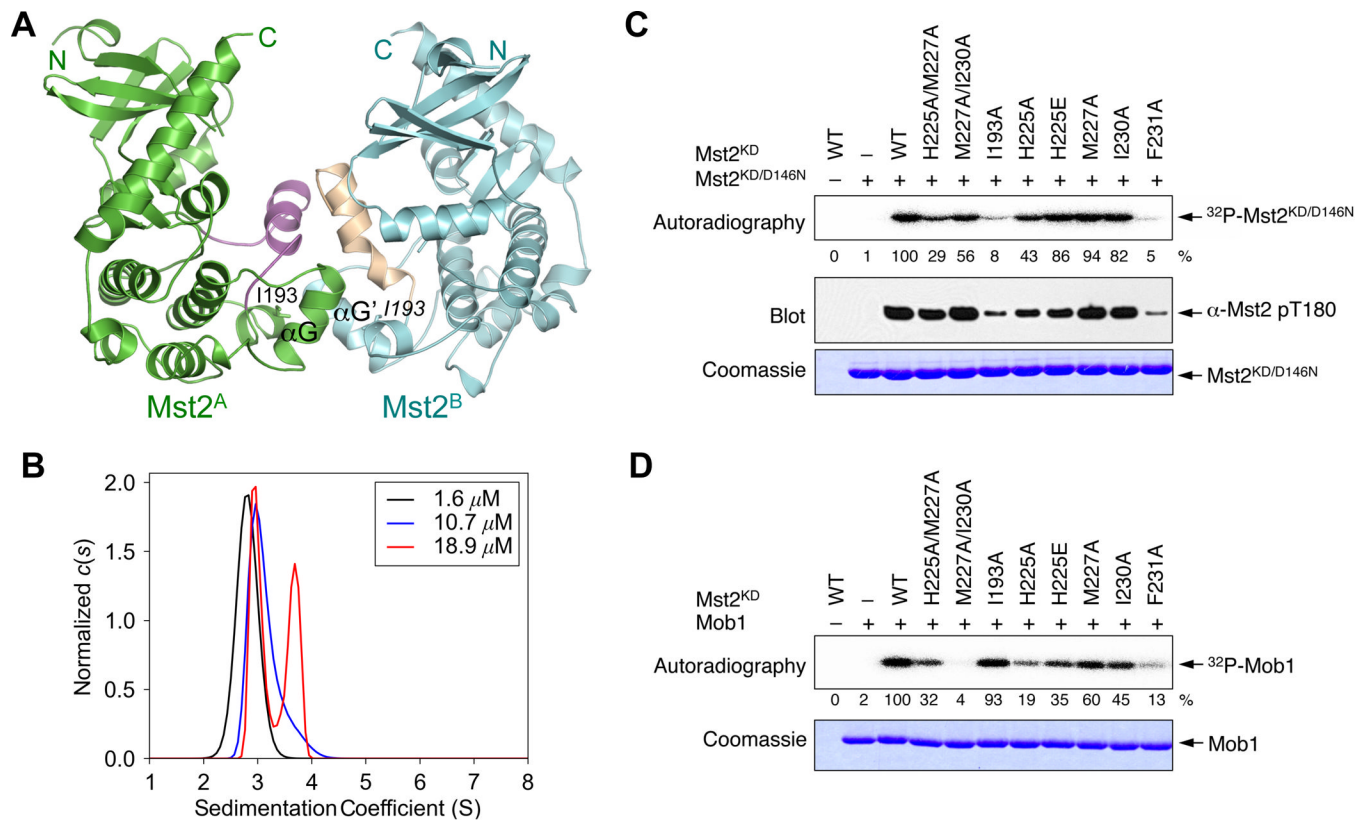 A
N
C
C
N
I193
αG
αG'
I193
Mst2ᴬ
Mst2ᴮ
B
Normalized c(s)
2.0
1.5
1.0
0.5
0.0
1.6 μM
10.7 μM
18.9 μM
1 2 3 4 5 6 7 8
Sedimentation Coefficient (S)
C
WT – WT H225A/M227A M227A/I230A I193A H225A H225E M227A I230A F231A
Mst2ᴷᴰ
Mst2ᴷᴰ/ᴰ¹⁴⁶ᴺ – + + + + + + + + + +
Autoradiography ³²P-Mst2ᴷᴰ/ᴰ¹⁴⁶ᴺ
0 1 100 29 56 8 43 86 94 82 5 %
Blot α-Mst2 pT180
Coomassie Mst2ᴷᴰ/ᴰ¹⁴⁶ᴺ
D
WT – WT H225A/M227A M227A/I230A I193A H225A H225E M227A I230A F231A
Mst2ᴷᴰ
Mob1 – + + + + + + + + + +
Autoradiography ³²P-Mob1
0 2 100 32 4 93 19 35 60 45 13 %
Coomassie Mob1